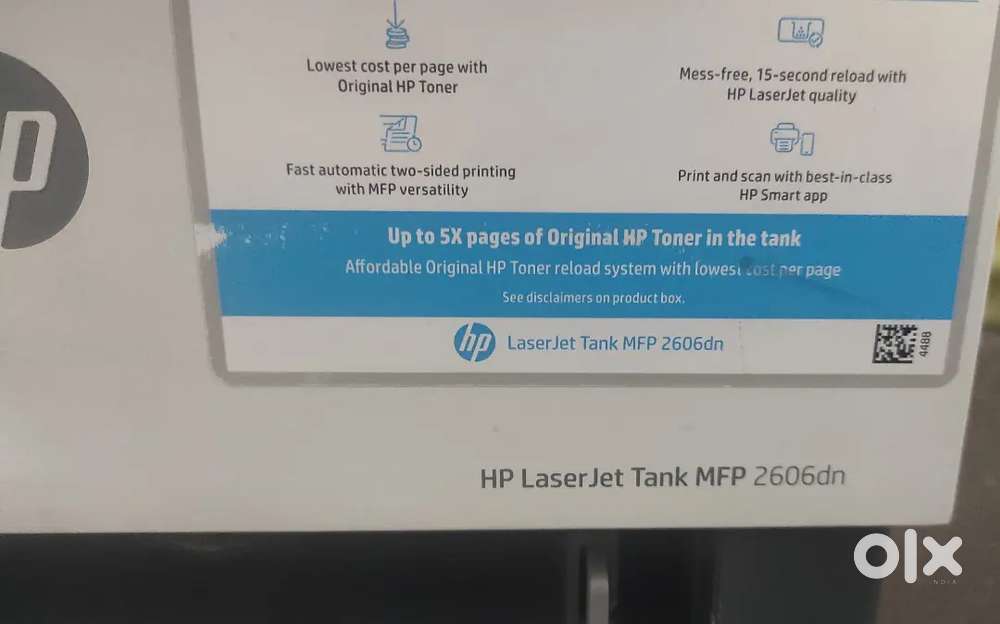 Lowest cost per page with
Original HP Toner
Mess-free, 15-second reload with
HP LaserJet quality
Fast automatic two-sided printing
with MFP versatility
Print and scan with best-in-class
HP Smart app
Up to 5X pages of Original HP Toner in the tank
Affordable Original HP Toner reload system with lowest cost per page
See disclaimers on product box.
hp LaserJet Tank MFP 2606dn
4488
HP LaserJet Tank MFP 2606dn
hp
olx
INDIA